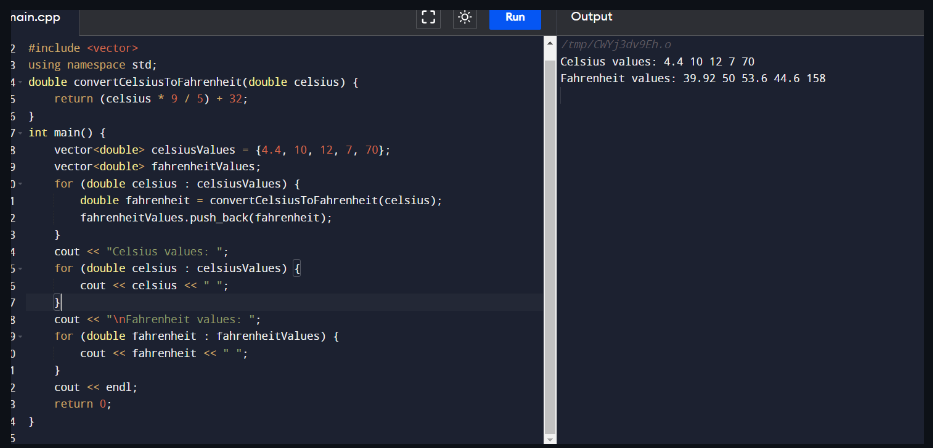 main.cpp
Run
Output
2 #include <vector>
3 using namespace std;
4 double convertCelsiusToFahrenheit(double celsius) {
5     return (celsius * 9 / 5) + 32;
6 }
7 int main() {
8     vector<double> celsiusValues = {4.4, 10, 12, 7, 70};
9     vector<double> fahrenheitValues;
0     for (double celsius : celsiusValues) {
1         double fahrenheit = convertCelsiusToFahrenheit(celsius);
2         fahrenheitValues.push_back(fahrenheit);
3     }
4     cout << "Celsius values: ";
5     for (double celsius : celsiusValues) {
6         cout << celsius << " ";
7     }
8     cout << "\nFahrenheit values: ";
9     for (double fahrenheit : fahrenheitValues) {
0         cout << fahrenheit << " ";
1     }
2     cout << endl;
3     return 0;
4 }
5
/tmp/CWYj3dv9Eh.o
Celsius values: 4.4 10 12 7 70
Fahrenheit values: 39.92 50 53.6 44.6 158